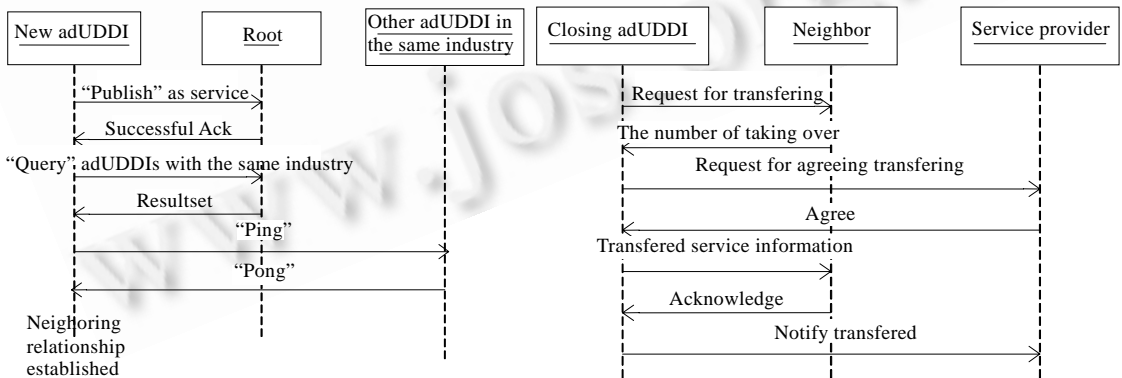 New adUDDI
Root
Other adUDDI in
the same industry
“Publish” as service
Successful Ack
“Query” adUDDIs with the same industry
Resultset
“Ping”
“Pong”
Neighoring
relationship
established
Closing adUDDI
Neighbor
Service provider
Request for transfering
The number of taking over
Request for agreeing transfering
Agree
Transfered service information
Acknowledge
Notify transfered